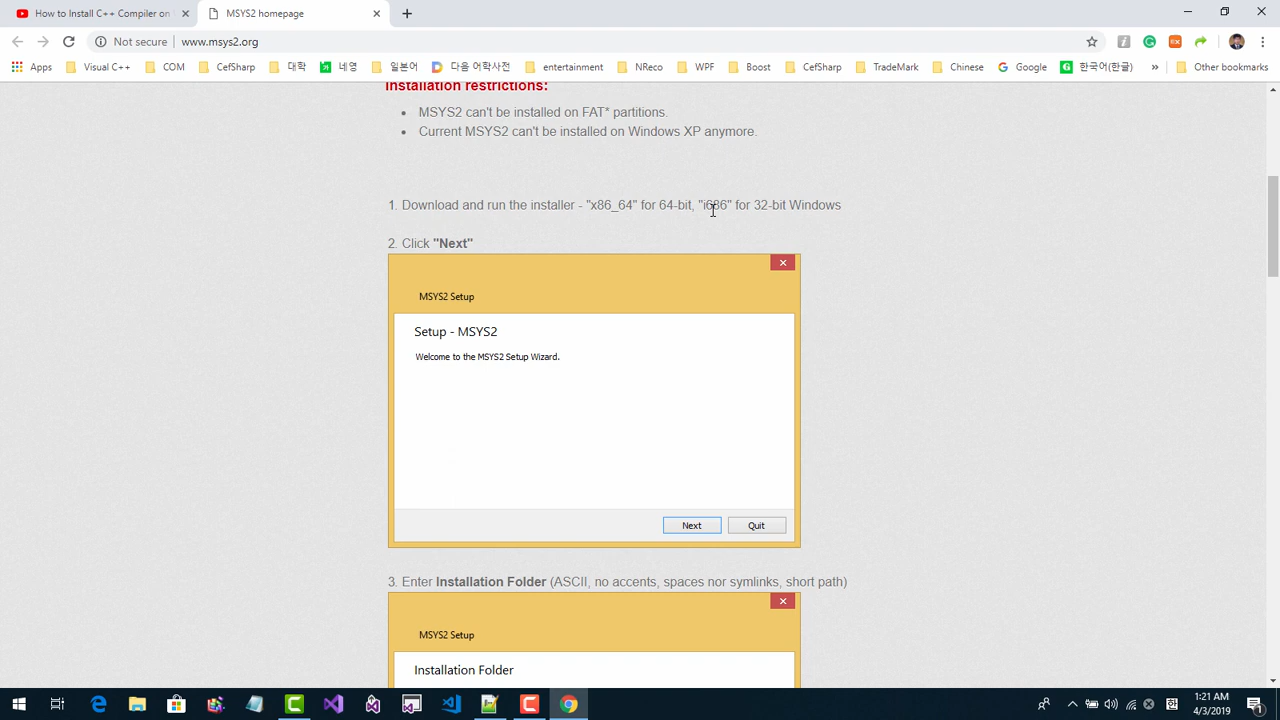 How to Install C++ Compiler on
MSYS2 homepage
Not secure | www.msys2.org
Apps
Visual C++
COM
CefSharp
대학
네영
일본어
다음 어학사전
entertainment
NReco
WPF
Boost
CefSharp
TradeMark
Chinese
Google
한국어(한글)
»
Other bookmarks
Installation restrictions:
• MSYS2 can't be installed on FAT* partitions.
• Current MSYS2 can't be installed on Windows XP anymore.
1. Download and run the installer - "x86_64" for 64-bit, "i686" for 32-bit Windows
2. Click "Next"
MSYS2 Setup
Setup - MSYS2
Welcome to the MSYS2 Setup Wizard.
Next
Quit
3. Enter Installation Folder (ASCII, no accents, spaces nor symlinks, short path)
MSYS2 Setup
Installation Folder
1:21 AM
4/3/2019